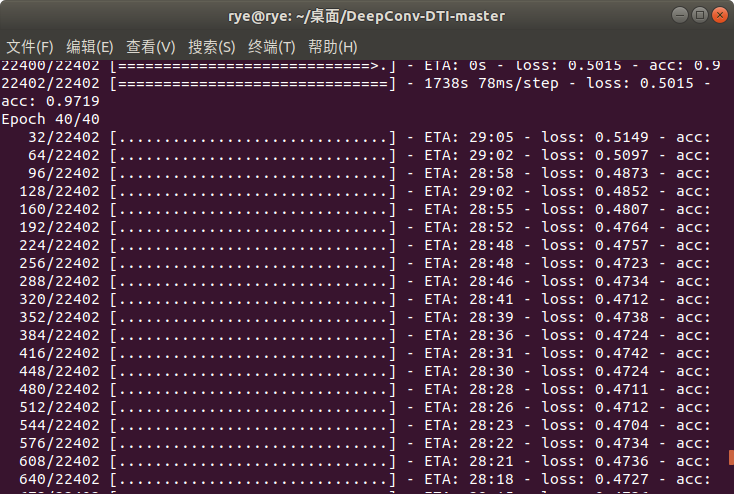 rye@rye: ~/桌面/DeepConv-DTI-master
文件(F) 编辑(E) 查看(V) 搜索(S) 终端(T) 帮助(H)
22400/22402 [============================>.] - ETA: 0s - loss: 0.5015 - acc: 0.9
22402/22402 [==============================] - 1738s 78ms/step - loss: 0.5015 -
acc: 0.9719
Epoch 40/40
32/22402 [..............................] - ETA: 29:05 - loss: 0.5149 - acc:
64/22402 [..............................] - ETA: 29:02 - loss: 0.5097 - acc:
96/22402 [..............................] - ETA: 28:58 - loss: 0.4873 - acc:
128/22402 [..............................] - ETA: 29:02 - loss: 0.4852 - acc:
160/22402 [..............................] - ETA: 28:55 - loss: 0.4807 - acc:
192/22402 [..............................] - ETA: 28:52 - loss: 0.4764 - acc:
224/22402 [..............................] - ETA: 28:48 - loss: 0.4757 - acc:
256/22402 [..............................] - ETA: 28:48 - loss: 0.4723 - acc:
288/22402 [..............................] - ETA: 28:46 - loss: 0.4734 - acc:
320/22402 [..............................] - ETA: 28:41 - loss: 0.4712 - acc:
352/22402 [..............................] - ETA: 28:39 - loss: 0.4738 - acc:
384/22402 [..............................] - ETA: 28:36 - loss: 0.4724 - acc:
416/22402 [..............................] - ETA: 28:31 - loss: 0.4742 - acc:
448/22402 [..............................] - ETA: 28:30 - loss: 0.4724 - acc:
480/22402 [..............................] - ETA: 28:28 - loss: 0.4711 - acc:
512/22402 [..............................] - ETA: 28:26 - loss: 0.4712 - acc:
544/22402 [..............................] - ETA: 28:23 - loss: 0.4704 - acc:
576/22402 [..............................] - ETA: 28:22 - loss: 0.4734 - acc:
608/22402 [..............................] - ETA: 28:21 - loss: 0.4736 - acc:
640/22402 [..............................] - ETA: 28:18 - loss: 0.4727 - acc: